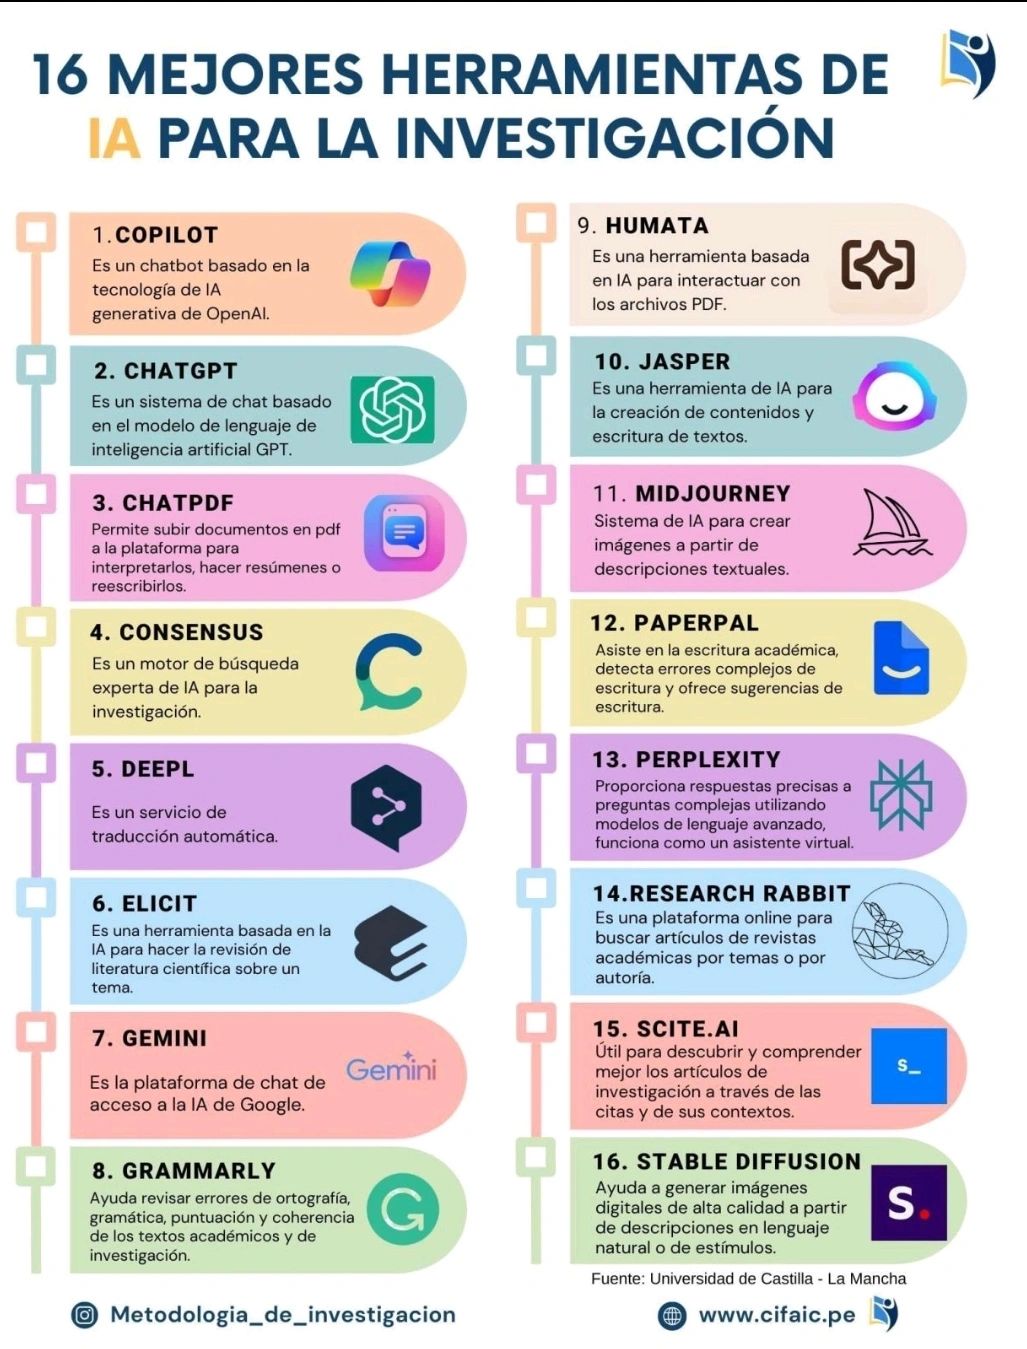 16 MEJORES HERRAMIENTAS DE
IA PARA LA INVESTIGACIÓN
1.COPILOT
Es un chatbot basado en la
tecnología de IA
generativa de OpenAI.
2. CHATGPT
Es un sistema de chat basado
en el modelo de lenguaje de
inteligencia artificial GPT.
3. CHATPDF
Permite subir documentos en pdf
a la plataforma para
interpretarlos, hacer resúmenes o
reescribirlos.
4. CONSENSUS
Es un motor de búsqueda
experta de IA para la
investigación.
5. DEEPL
Es un servicio de
traducción automática.
6. ELICIT
Es una herramienta basada en la
IA para hacer la revisión de
literatura científica sobre un
tema.
7. GEMINI
Es la plataforma de chat de
acceso a la IA de Google.
Gemini
8. GRAMMARLY
Ayuda revisar errores de ortografía,
gramática, puntuación y coherencia
de los textos académicos y de
investigación.
9. HUMATA
Es una herramienta basada
en IA para interactuar con
los archivos PDF.
10. JASPER
Es una herramienta de IA para
la creación de contenidos y
escritura de textos.
11. MIDJOURNEY
Sistema de IA para crear
imágenes a partir de
descripciones textuales.
12. PAPERPAL
Asiste en la escritura académica,
detecta errores complejos de
escritura y ofrece sugerencias de
escritura.
13. PERPLEXITY
Proporciona respuestas precisas a
preguntas complejas utilizando
modelos de lenguaje avanzado,
funciona como un asistente virtual.
14.RESEARCH RABBIT
Es una plataforma online para
buscar artículos de revistas
académicas por temas o por
autoría.
15. SCITE.AI
Útil para descubrir y comprender
mejor los artículos de
investigación a través de las
citas y de sus contextos.
s_
16. STABLE DIFFUSION
Ayuda a generar imágenes
digitales de alta calidad a partir
de descripciones en lenguaje
natural o de estímulos.
S.
Fuente: Universidad de Castilla - La Mancha
Metodologia_de_investigacion
www.cifaic.pe